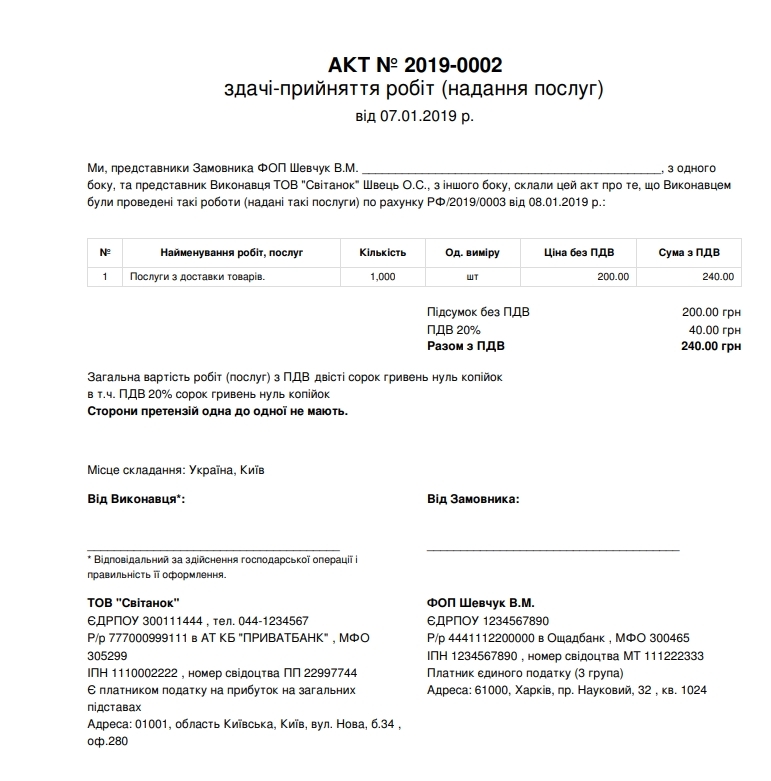 АКТ № 2019-0002
здачі-прийняття робіт (надання послуг)
від 07.01.2019 р.
Ми, представники Замовника ФОП Шевчук В.М. _______________________________________________, з одного
боку, та представник Виконавця ТОВ "Світанок" Швець О.С., з іншого боку, склали цей акт про те, що Виконавцем
були проведені такі роботи (надані такі послуги) по рахунку РФ/2019/0003 від 08.01.2019 р.:
№ Найменування робіт, послуг Кількість Од. виміру Ціна без ПДВ Сума з ПДВ
1 Послуги з доставки товарів. 1,000 шт 200.00 240.00
Підсумок без ПДВ 200.00 грн
ПДВ 20% 40.00 грн
Разом з ПДВ 240.00 грн
Загальна вартість робіт (послуг) з ПДВ двісті сорок гривень нуль копійок
в т.ч. ПДВ 20% сорок гривень нуль копійок
Сторони претензій одна до одної не мають.
Місце складання: Україна, Київ
Від Виконавця*: Від Замовника:
________________________________________ ________________________________________
* Відповідальний за здійснення господарської операції і
правильність її оформлення.
ТОВ "Світанок"
ЄДРПОУ 300111444 , тел. 044-1234567
Р/р 777000999111 в АТ КБ "ПРИВАТБАНК" , МФО
305299
ІПН 1110002222 , номер свідоцтва ПП 22997744
Є платником податку на прибуток на загальних
підставах
Адреса: 01001, область Київська, Київ, вул. Нова, б.34 ,
оф.280
ФОП Шевчук В.М.
ЄДРПОУ 1234567890
Р/р 4441112200000 в Ощадбанк , МФО 300465
ІПН 1234567890 , номер свідоцтва МТ 111222333
Платник єдиного податку (3 група)
Адреса: 61000, Харків, пр. Науковий, 32 , кв. 1024